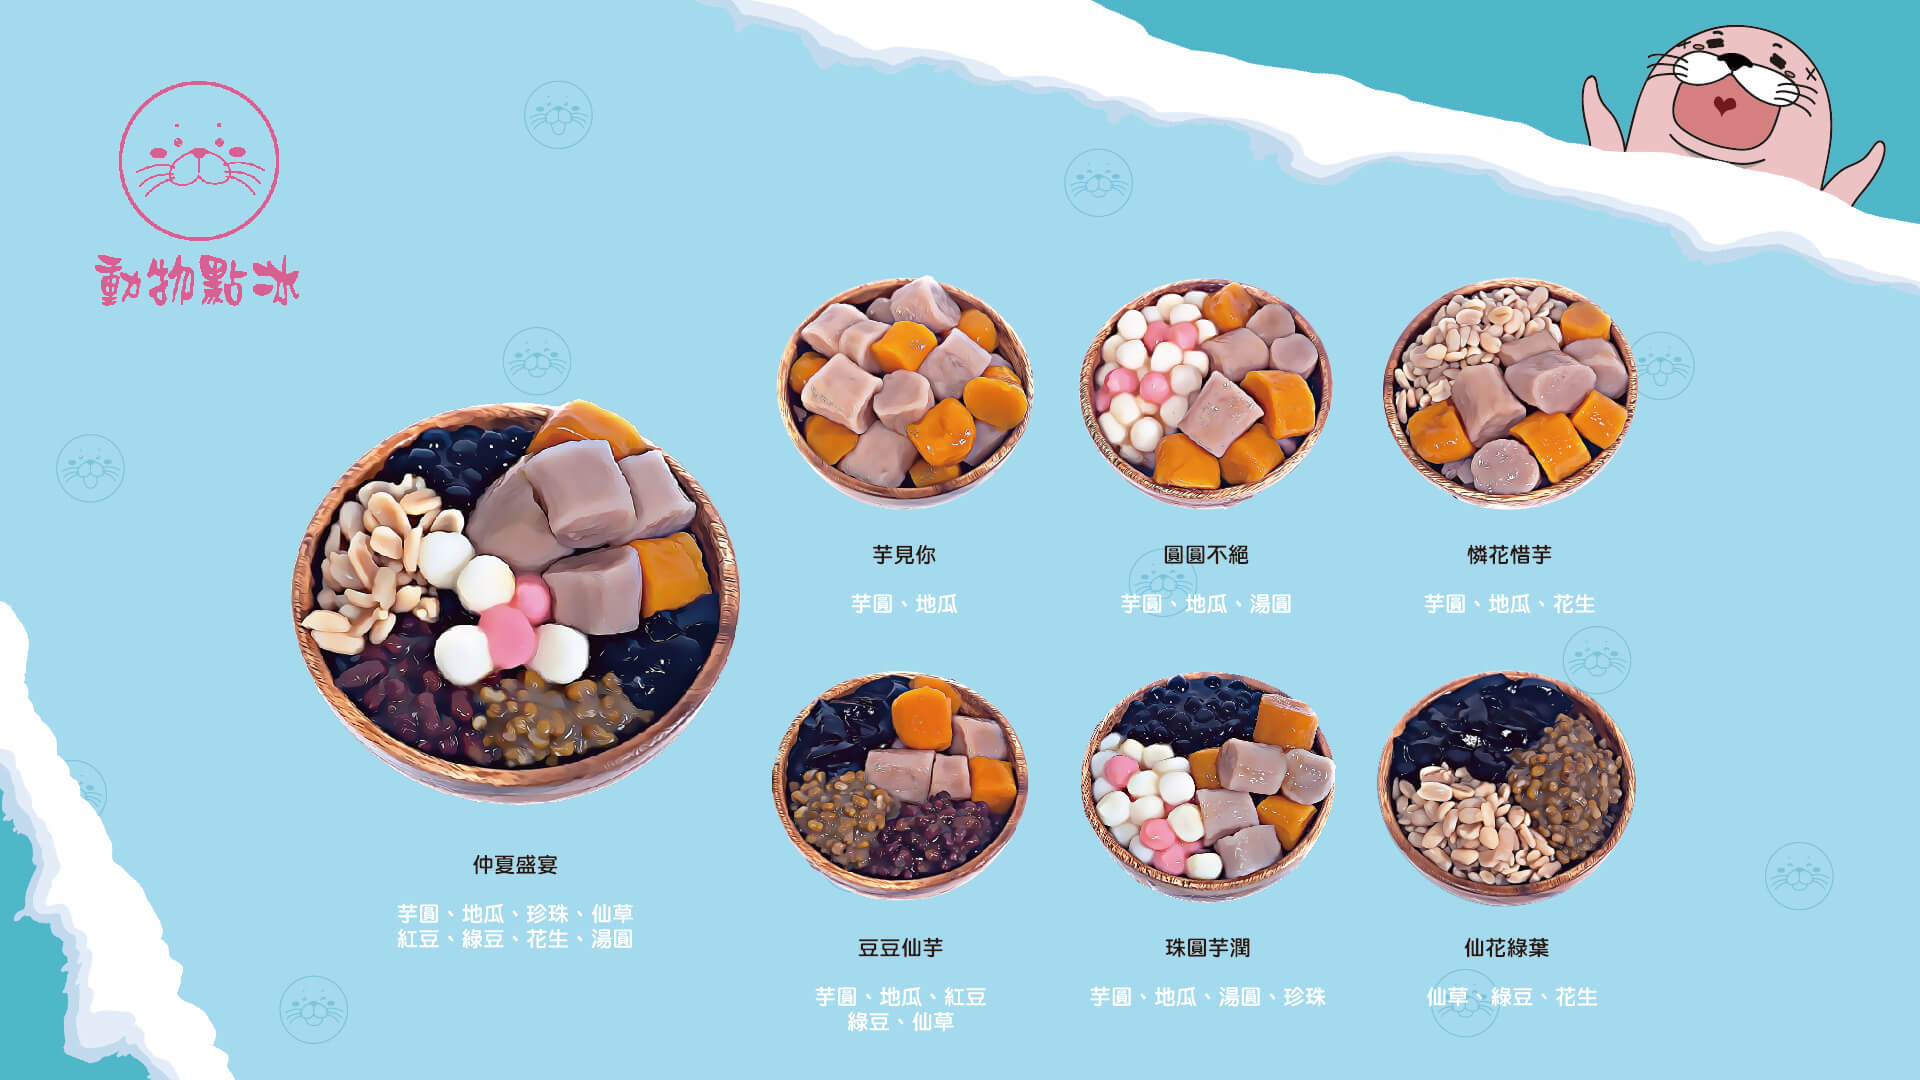 動物點冰
仲夏盛宴
芋圓、地瓜、珍珠、仙草
紅豆、綠豆、花生、湯圓
芋見你
芋圓、地瓜
圓圓不絕
芋圓、地瓜、湯圓
憐花惜芋
芋圓、地瓜、花生
豆豆仙芋
芋圓、地瓜、紅豆
綠豆、仙草
珠圓芋潤
芋圓、地瓜、湯圓、珍珠
仙花綠葉
仙草、綠豆、花生